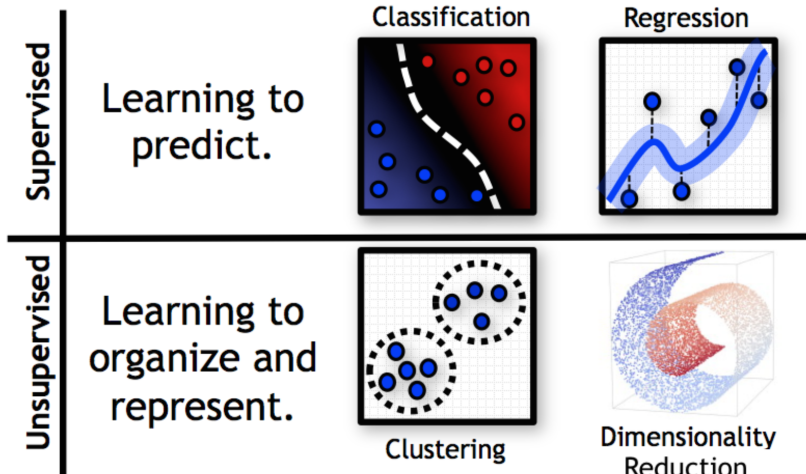 Classification
Regression
Supervised
Learning to
predict.
Unsupervised
Learning to
organize and
represent.
Clustering
Dimensionality
Reduction